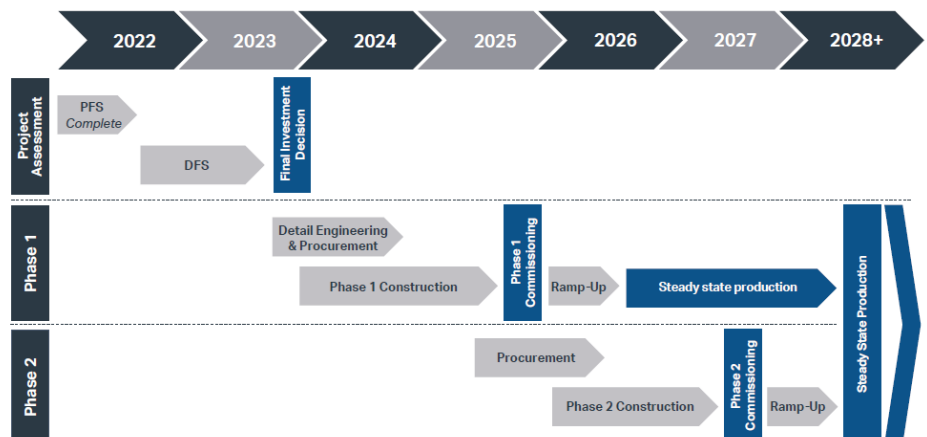 2022
2023
2024
2025
2026
2027
2028+
Project
Assessment
PFS
Complete
DFS
Final Investment
Decision
Phase 1
Detail Engineering
& Procurement
Phase 1 Construction
Phase 1
Commissioning
Ramp-Up
Steady state production
Steady State Production
Phase 2
Procurement
Phase 2 Construction
Phase 2
Commissioning
Ramp-Up